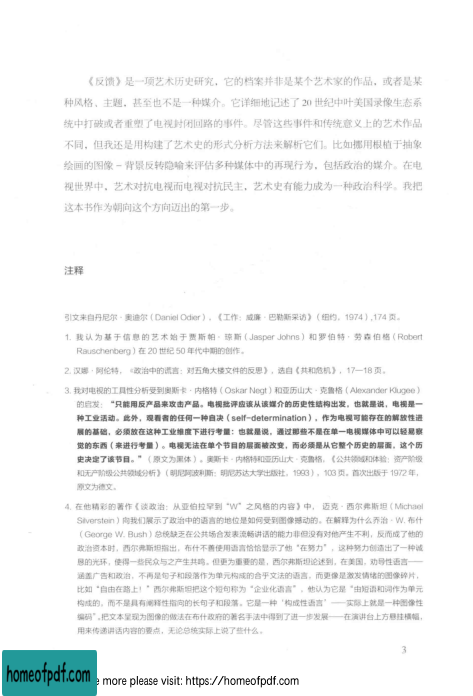 《反馈》是一项艺术历史研究，它的档案并非是某个艺术家的作品，或者是某
种风格、主题，甚至也不是一种媒介。它详细地记述了 20 世纪中叶美国录像生态系
统中打破或者重塑了电视封闭回路的事件。尽管这些事件和传统意义上的艺术作品
不同，但我还是用构建了艺术史的形式分析方法来解析它们。比如挪用根植于抽象
绘画的图像 – 背景反转隐喻来评估多种媒体中的再现行为，包括政治的媒介。在电
视世界中，艺术对抗电视而电视对抗民主，艺术史有能力成为一种政治科学。我把
这本书作为朝向这个方向迈出的第一步。
注释
引文来自丹尼尔 · 奥迪尔（Daniel Odier），《工作：威廉 · 巴勒斯采访》（纽约，1974）,174 页。
1. 我认为基于信息的艺术始于贾斯帕 · 琼斯（Jasper Johns）和罗伯特 · 劳森伯格（Robert
Rauschenberg）在 20 世纪 50 年代中期的创作。
2. 汉娜 · 阿伦特，《政治中的谎言：对五角大楼文件的反思》，选自《共和危机》，17—18 页。
3. 我对电视的工具性分析受到奥斯卡 · 内格特（Oskar Negt）和亚历山大 · 克鲁格（Alexander Klugee）
的启发：“只能用反产品来攻击产品。电视批评应该从该媒介的历史性结构出发，也就是说，电视是一
种工业活动。此外，观看者的任何一种自决（self-determination），作为电视可能存在的解放性进
展的基础，必须放在这种工业维度下进行考量：也就是说，通过那些不是在单一电视媒体中可以轻易察
觉的东西（来进行考量）。电视无法在单个节目的层面被改变，而必须是从它整个历史的层面，这个历
史决定了该节目。”（原文为黑体）。奥斯卡 · 内格特和亚历山大 · 克鲁格，《公共领域和体验：资产阶级
和无产阶级公共领域分析》（明尼阿波利斯：明尼苏达大学出版社，1993），103 页。首次出版于 1972 年，
原文为德文。
4. 在他精彩的著作《谈政治：从亚伯拉罕到“W”之风格的内容》中， 迈克 · 西尔弗斯坦（Michael
Silverstein）向我们展示了政治中的语言的地位是如何受到图像撼动的。在解释为什么乔治 · W. 布什
（George W. Bush）总统缺乏在公共场合发表流畅讲话的能力非但没有对他产生不利，反而成了他的
政治资本时，西尔弗斯坦指出，布什不善使用语言恰恰显示了他“在努力”，这种努力创造出了一种诚
恳的光环，使得一些民众与之产生共鸣。但更为重要的是，西尔弗斯坦论述到，在美国，劝导性语言——
涵盖广告和政治，不再是句子和段落作为单元构成的合乎文法的语言，而更像是激发情绪的图像碎片，
比如“自由在路上！”西尔弗斯坦把这个短句称为“企业化语言”，他认为它是“由短语和词作为单元
构成的，而不是具有阐释性指向的长句子和段落，它是一种‘构成性语言’——实际上就是一种图像性
编码”。把文本呈现为图像的做法在布什政府的著名手法中得到了进一步发展——在演讲台上方悬挂横幅，
用来传递讲话内容的要点，无论总统实际上说了些什么。
3
homeofpdf.com
e more please visit: https://homeofpdf.com